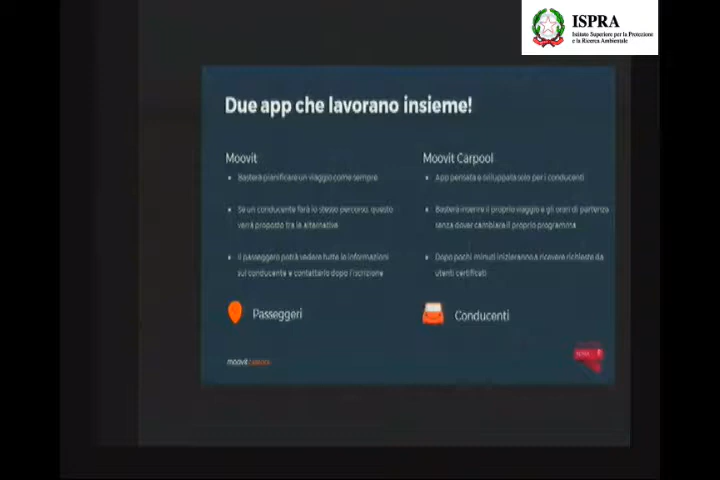 ISPRA
Istituto Superiore per la Protezione
e la Ricerca Ambientale
Due app che lavorano insieme!
Moovit
Basterà pianificare un viaggio come sempre
Se un conducente farà lo stesso percorso, questo
verrà proposto tra le alternative
Il passeggero potrà vedere tutte le informazioni
sul conducente e contattarlo dopo l'iscrizione
Passeggeri
Moovit Carpool
App pensata e sviluppata solo per i conducenti
Basterà inserire il proprio viaggio e gli orari di partenza
senza dover cambiare il proprio programma
Dopo pochi minuti inizieranno a ricevere richieste da
utenti certificati
Conducenti
moovit carpool